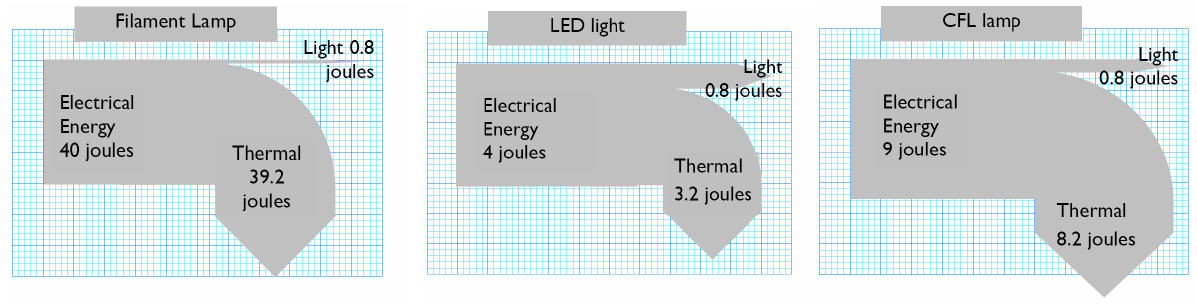 Filament Lamp
Light 0.8
joules
Electrical
Energy
40 joules
Thermal
39.2
joules
LED light
Light
0.8 joules
Electrical
Energy
4 joules
Thermal
3.2 joules
CFL lamp
Light
0.8 joules
Electrical
Energy
9 joules
Thermal
8.2 joules